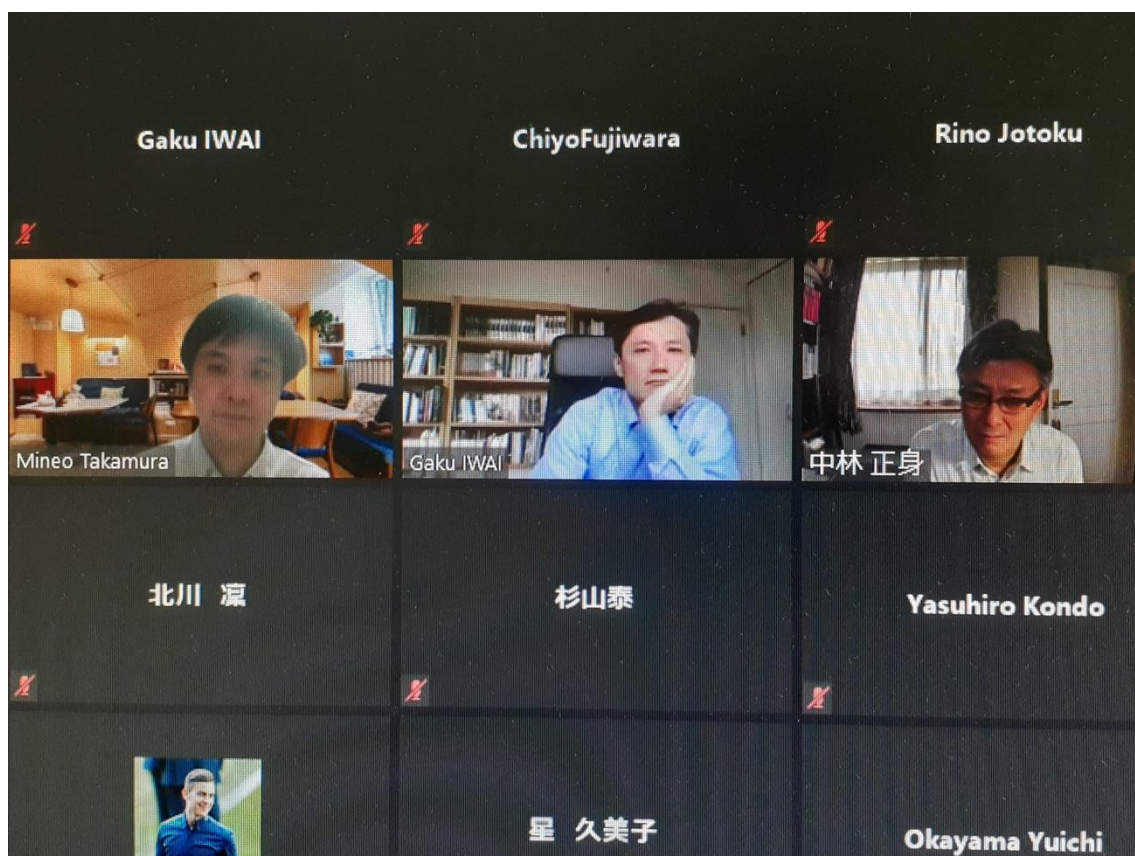 Gaku IWAI
ChiyoFujiwara
Rino Jotoku
Mineo Takamura
Gaku IWAI
中林 正身
北川 凜
杉山泰
Yasuhiro Kondo
星 久美子
Okayama Yuichi